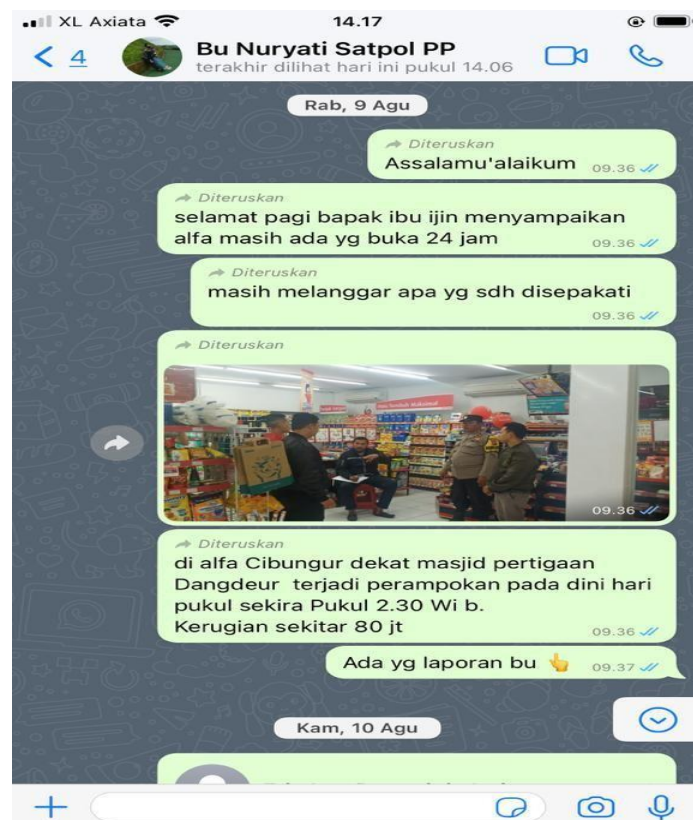 XL Axiata
14.17
4
Bu Nuryati Satpol PP
terakhir dilihat hari ini pukul 14.06
Rab, 9 Agu
Diteruskan
Assalamu'alaikum 09.36
Diteruskan
selamat pagi bapak ibu ijin menyampaikan
alfa masih ada yg buka 24 jam 09.36
Diteruskan
masih melanggar apa yg sdh disepakati
09.36
Diteruskan
09.36
Diteruskan
di alfa Cibungur dekat masjid pertigaan
Dangdeur terjadi perampokan pada dini hari
pukul sekira Pukul 2.30 Wi b.
Kerugian sekitar 80 jt 09.36
Ada yg laporan bu 👆 09.37
Kam, 10 Agu